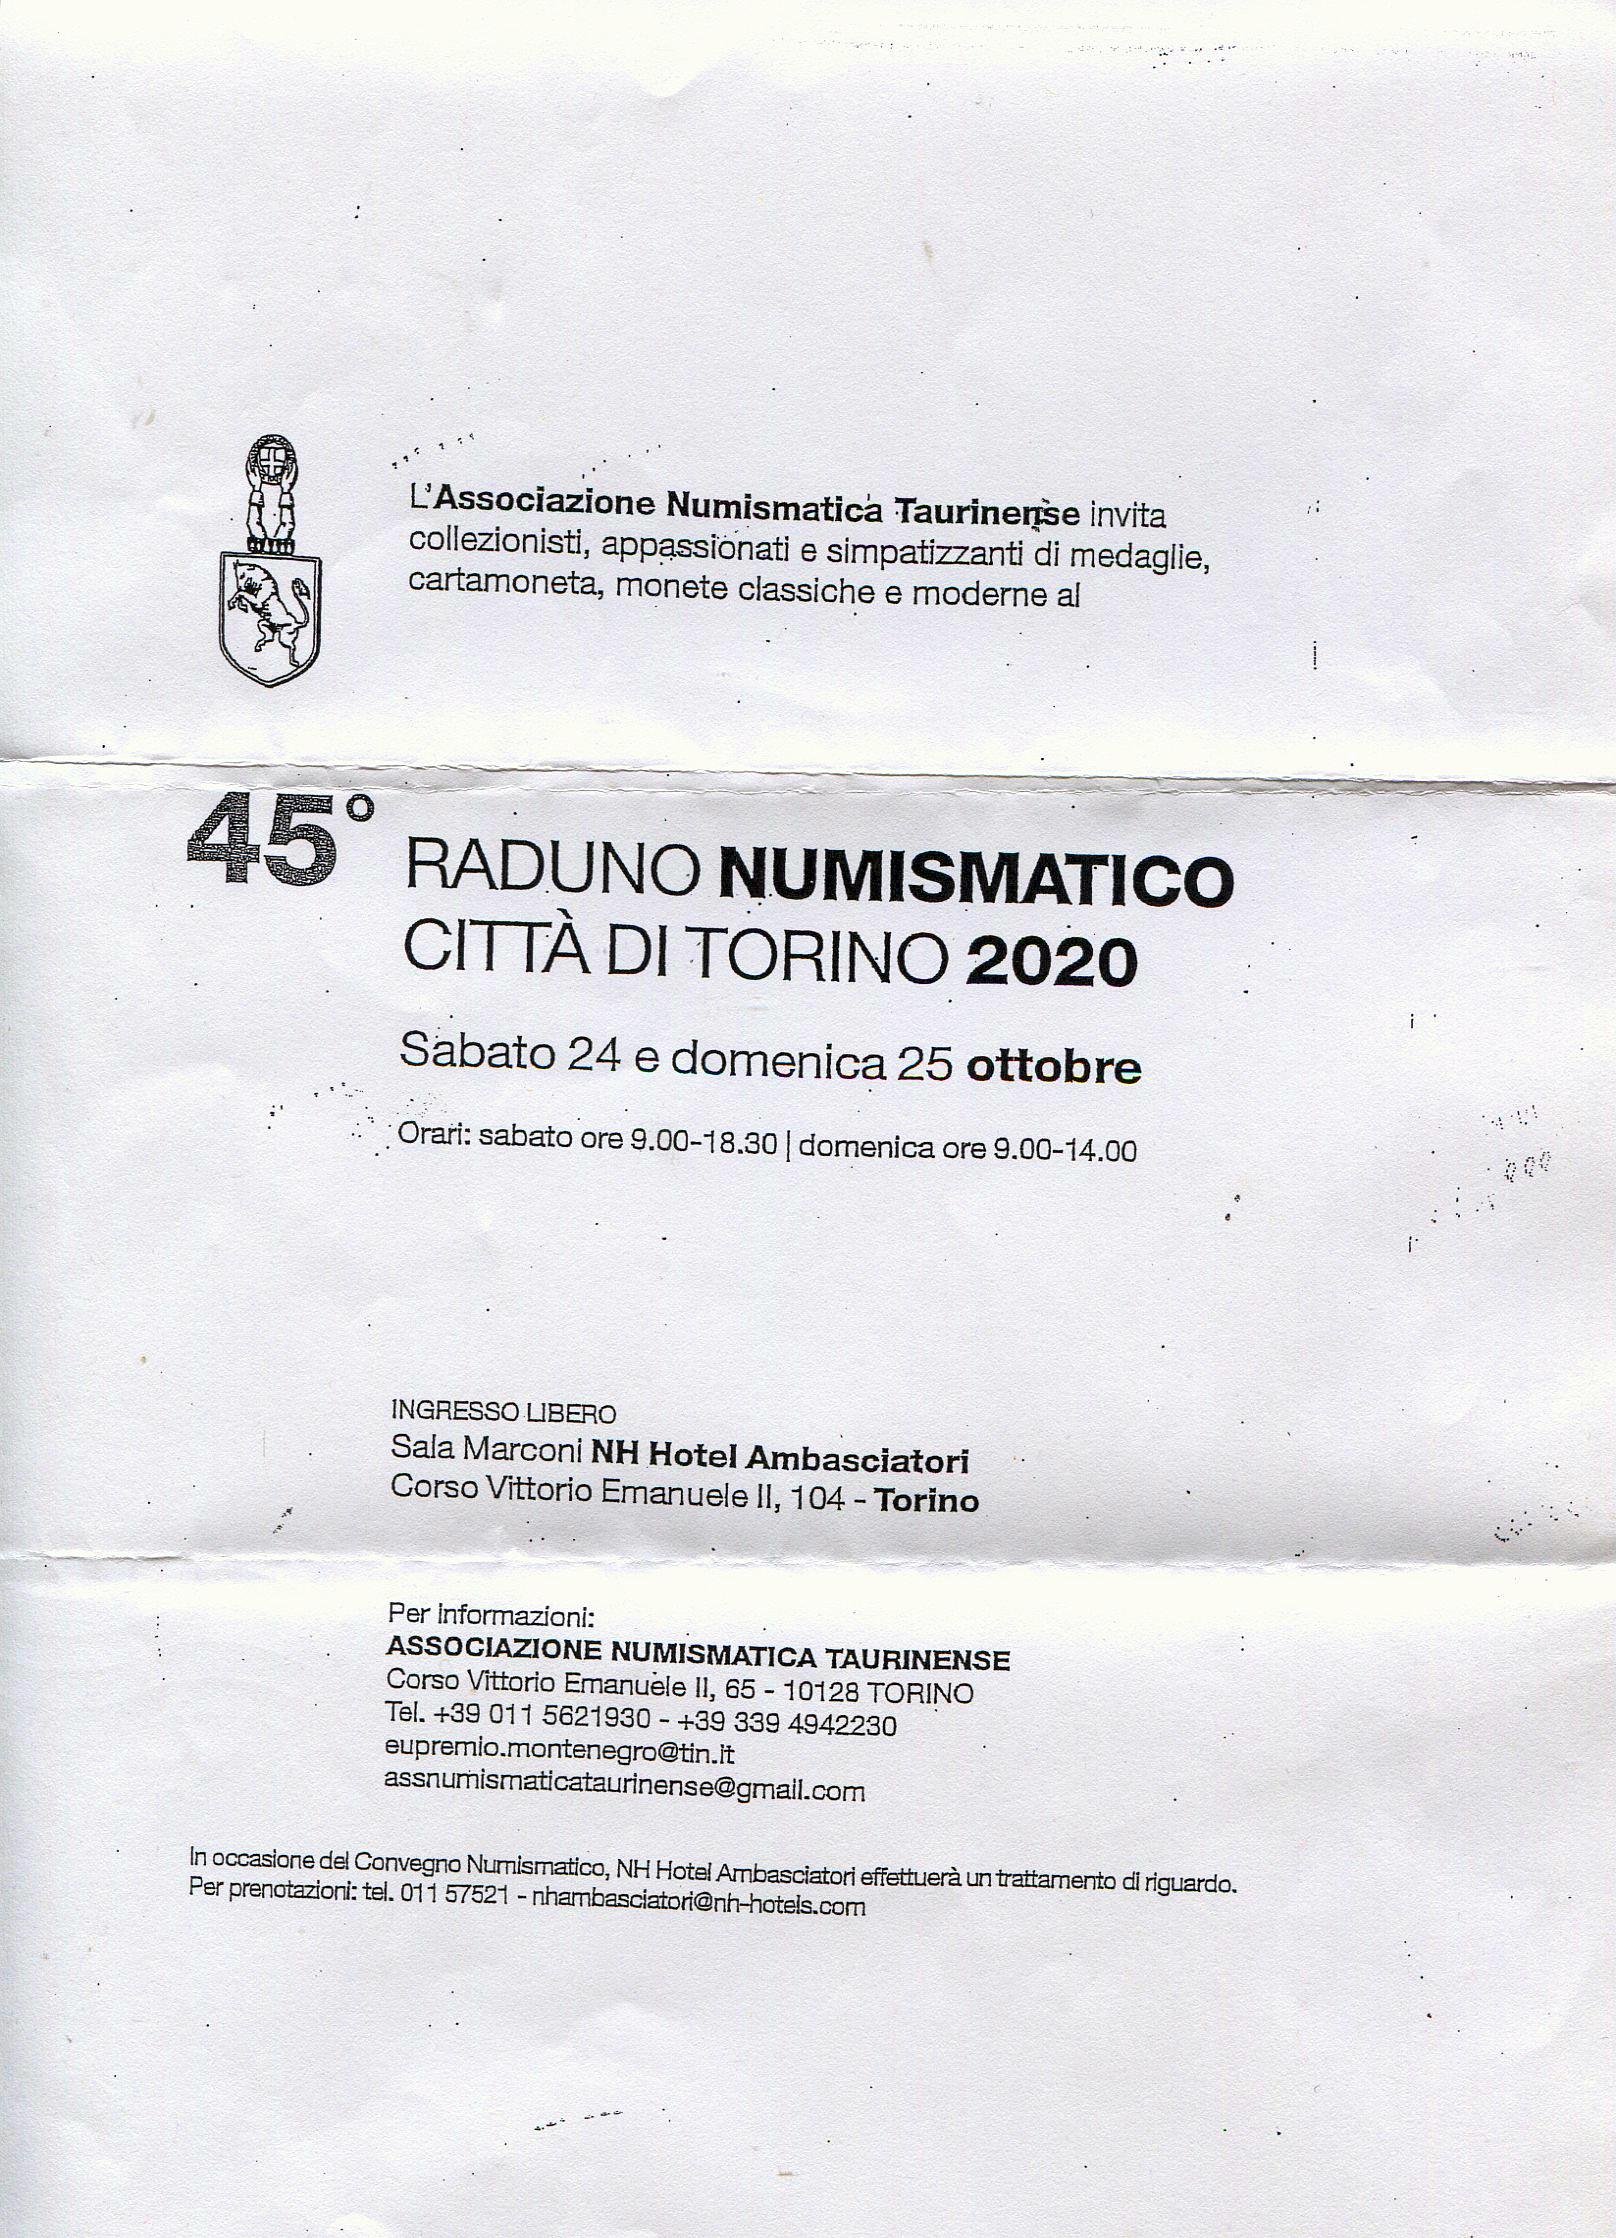 L'Associazione Numismatica Taurinense invita
collezionisti, appassionati e simpatizzanti di medaglie,
cartamoneta, monete classiche e moderne al
45° RADUNO NUMISMATICO
CITTÀ DI TORINO 2020
Sabato 24 e domenica 25 ottobre
Orari: sabato ore 9.00-18.30 | domenica ore 9.00-14.00
INGRESSO LIBERO
Sala Marconi NH Hotel Ambasciatori
Corso Vittorio Emanuele II, 104 - Torino
Per informazioni:
ASSOCIAZIONE NUMISMATICA TAURINENSE
Corso Vittorio Emanuele II, 65 - 10128 TORINO
Tel. +39 011 5621930 - +39 339 4942230
eupremio.montenegro@tin.it
assnumismaticataurinense@gmail.com
In occasione del Convegno Numismatico, NH Hotel Ambasciatori effettuerà un trattamento di riguardo.
Per prenotazioni: tel. 011 57521 - nhambasciatori@nh-hotels.com